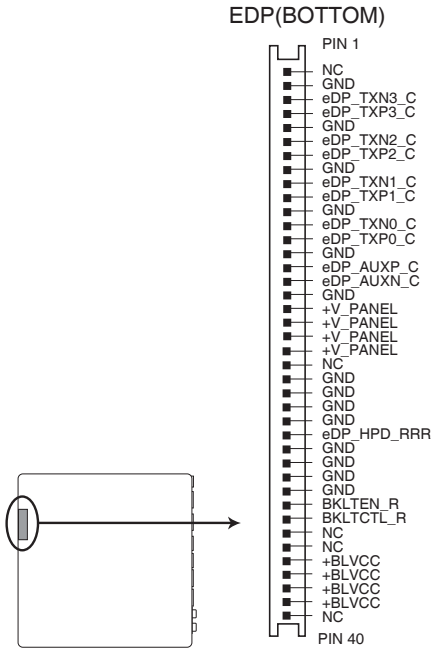 EDP(BOTTOM)
PIN 1
NC
GND
eDP_TXN3_C
eDP_TXP3_C
GND
eDP_TXN2_C
eDP_TXP2_C
GND
eDP_TXN1_C
eDP_TXP1_C
GND
eDP_TXN0_C
eDP_TXP0_C
GND
eDP_AUXP_C
eDP_AUXN_C
GND
+V_PANEL
+V_PANEL
+V_PANEL
+V_PANEL
NC
GND
GND
GND
GND
eDP_HPD_RRR
GND
GND
GND
GND
BKLTEN_R
BKLTCTL_R
NC
NC
+BLVCC
+BLVCC
+BLVCC
+BLVCC
NC
PIN 40